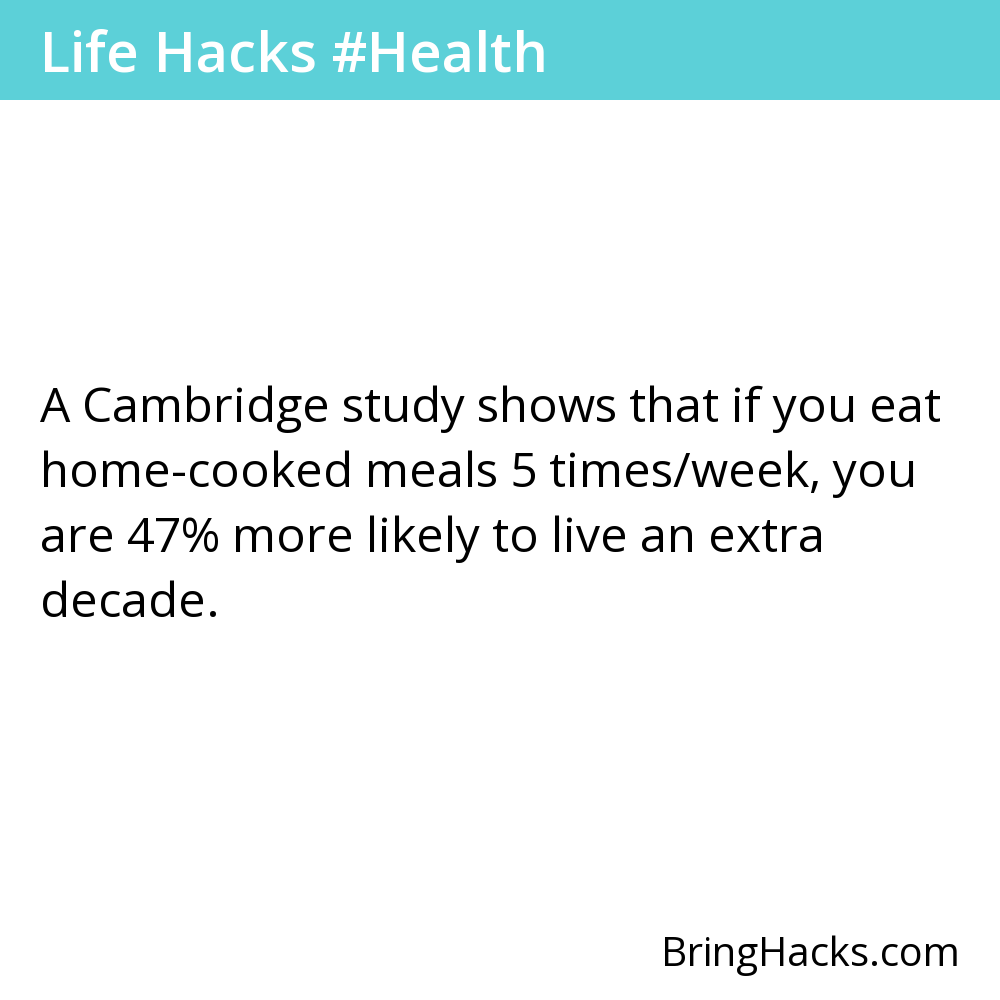 Life Hacks #Health
A Cambridge study shows that if you eat
home-cooked meals 5 times/week, you
are 47% more likely to live an extra
decade.
BringHacks.com